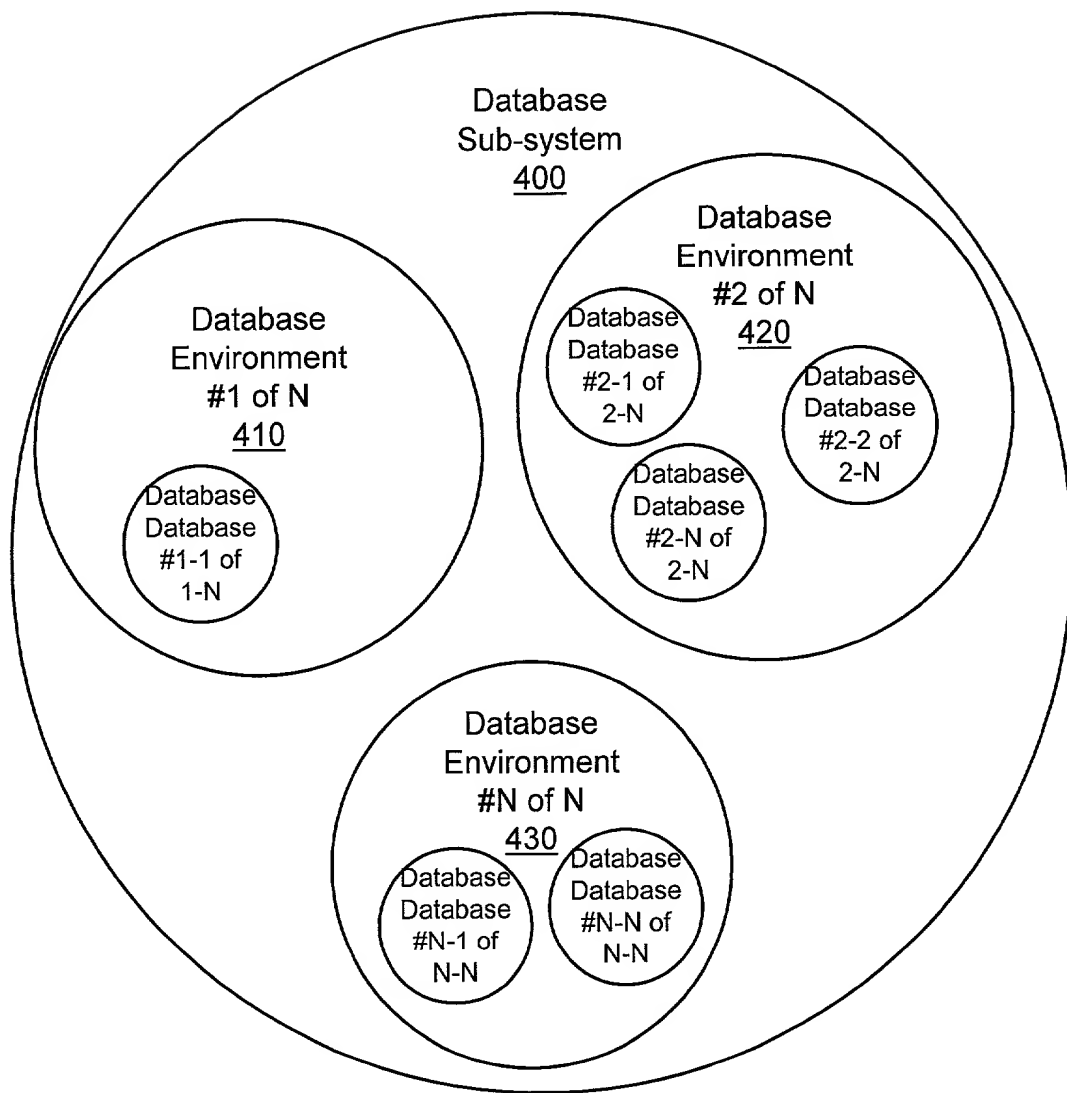 Database
Sub-system
400
Database
Environment
#1 of N
410
Database
Database
#1-1 of
1-N
Database
Environment
#2 of N
420
Database
Database
#2-1 of
2-N
Database
Database
#2-2 of
2-N
Database
Database
#2-N of
2-N
Database
Environment
#N of N
430
Database
Database
#N-1 of
N-N
Database
Database
#N-N of
N-N